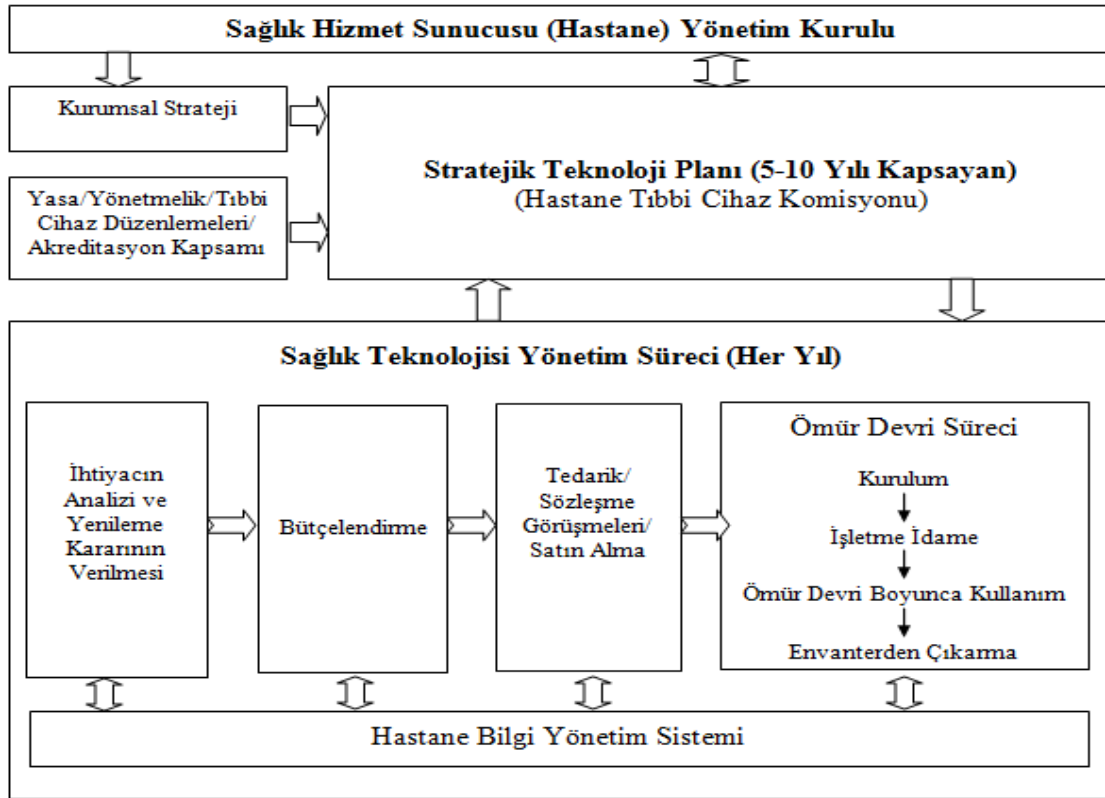 Sağlık Hizmet Sunucusu (Hastane) Yönetim Kurulu
Kurumsal Strateji
Yasa/Yönetmelik/Tıbbi
Cihaz Düzenlemeleri/
Akreditasyon Kapsamı
Stratejik Teknoloji Planı (5-10 Yılı Kapsayan)
(Hastane Tıbbi Cihaz Komisyonu)
Sağlık Teknolojisi Yönetim Süreci (Her Yıl)
İhtiyacın
Analizi ve
Yenileme
Kararının
Verilmesi
Bütçelendirme
Tedarik/
Sözleşme
Görüşmeleri/
Satın Alma
Ömür Devri Süreci
Kurulum
İşletme İdame
Ömür Devri Boyunca Kullanım
Envanterden Çıkarma
Hastane Bilgi Yönetim Sistemi